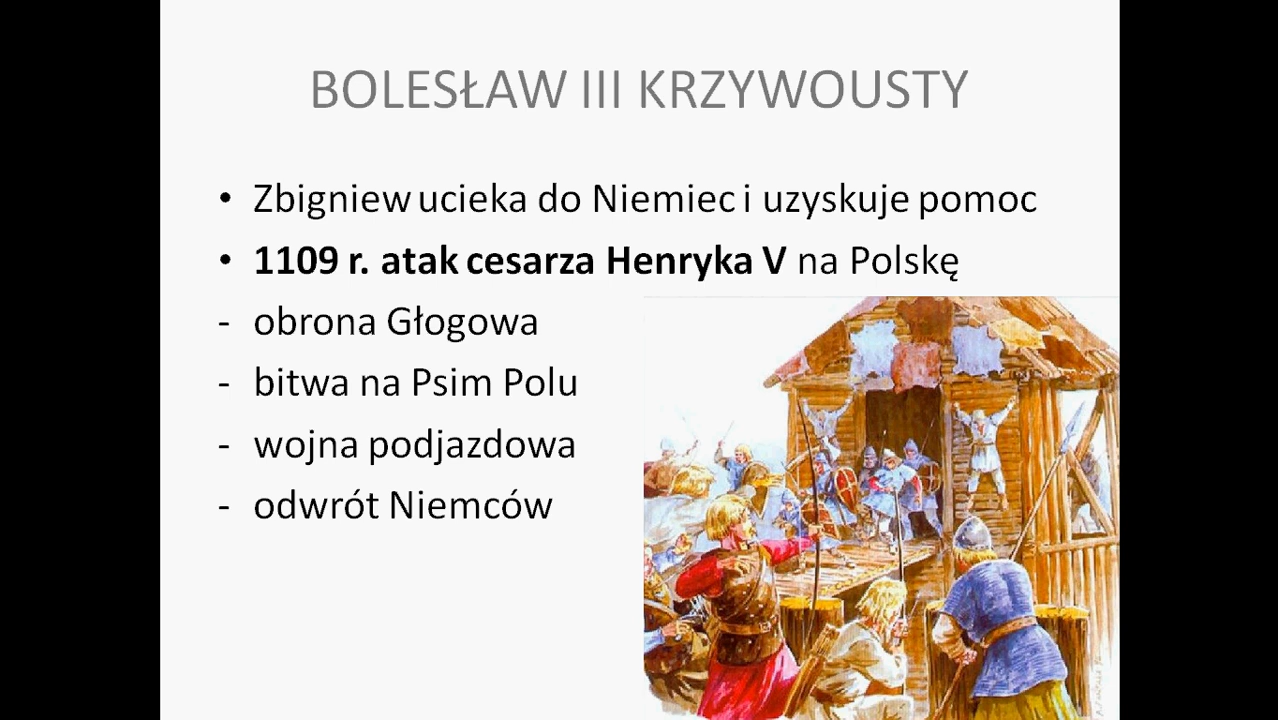 BOLESŁAW III KRZYWOUSTY
• Zbigniew ucieka do Niemiec i uzyskuje pomoc
• 1109 r. atak cesarza Henryka V na Polskę
- obrona Głogowa
- bitwa na Psim Polu
- wojna podjazdowa
- odwrót Niemców